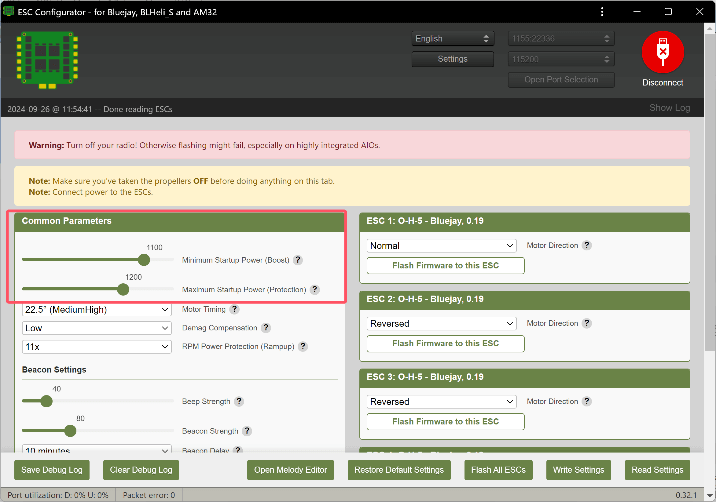 ESC Configurator - for Bluejay, BLHeli_S and AM32
English
1155:22336
Settings
115200
Open Port Selection
Disconnect
2024-09-26 @ 11:54:41 -- Done reading ESCs
Show Log
Warning: Turn off your radio! Otherwise flashing might fail, especially on highly integrated AIOs.
Note: Make sure you've taken the propellers OFF before doing anything on this tab.
Note: Connect power to the ESCs.
Common Parameters
1100
Minimum Startup Power (Boost) ?
1200
Maximum Startup Power (Protection) ?
22.5° (MediumHigh) Motor Timing ?
Low Demag Compensation ?
11x RPM Power Protection (Rampup) ?
Beacon Settings
40
Beep Strength ?
80
Beacon Strength ?
10 minutes Beacon Delay ?
ESC 1: O-H-5 - Bluejay, 0.19
Normal Motor Direction ?
Flash Firmware to this ESC
ESC 2: O-H-5 - Bluejay, 0.19
Reversed Motor Direction ?
Flash Firmware to this ESC
ESC 3: O-H-5 - Bluejay, 0.19
Reversed Motor Direction ?
Flash Firmware to this ESC
Save Debug Log
Clear Debug Log
Open Melody Editor
Restore Default Settings
Flash All ESCs
Write Settings
Read Settings
Port utilization: D: 0% U: 0%
Packet error: 0
0.32.1